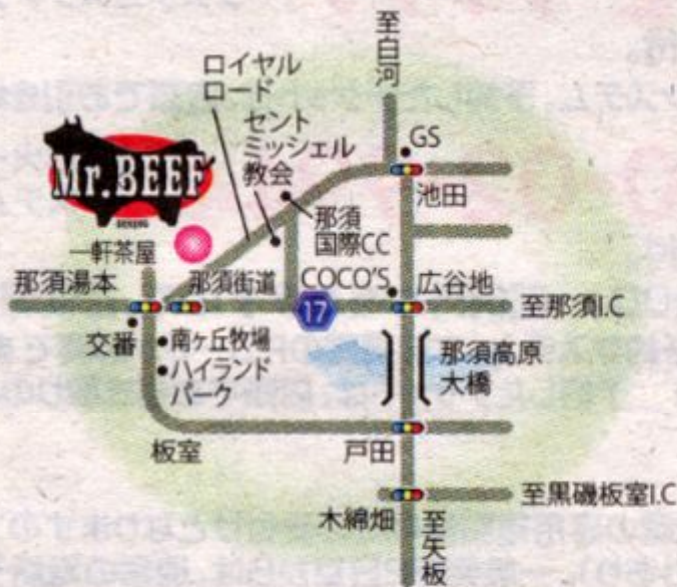 至白河
ロイヤル
ロード
セント
ミッシェル
教会
GS
Mr.BEEF
池田
那須
国際CC
一軒茶屋
那須湯本
那須街道
COCO'S
広谷地
17
至那須I.C
交番
南ヶ丘牧場
ハイランド
パーク
那須高原
大橋
板室
戸田
至黒磯板室I.C
木綿畑
至矢板